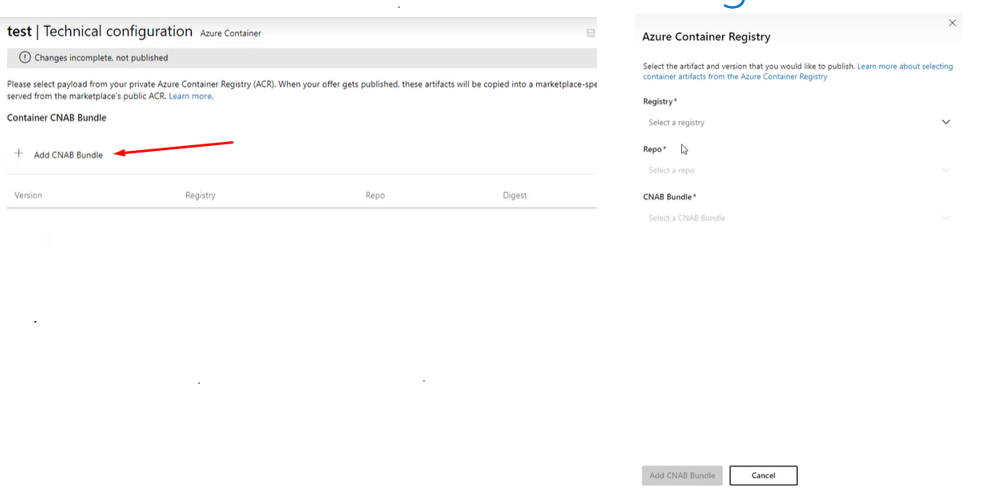 test | Technical configuration Azure Container
Changes incomplete, not published
Please select payload from your private Azure Container Registry (ACR). When your offer gets published, these artifacts will be copied into a marketplace-spe
served from the marketplace's public ACR. Learn more.
Container CNAB Bundle
+ Add CNAB Bundle
Version Registry Repo Digest
Azure Container Registry
Select the artifact and version that you would like to publish. Learn more about selecting
container artifacts from the Azure Container Registry
Registry*
Select a registry
Repo*
Select a repo
CNAB Bundle*
Select a CNAB Bundle
Add CNAB Bundle Cancel